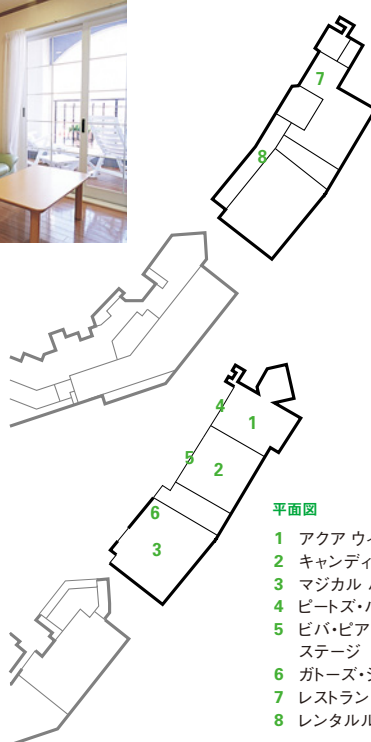 7
8
4
1
5
2
6
3
平面図
1 アクア ウィ
2 キャンディ
3 マジカル
4 ピートズ・
5 ビバ・ピア
ステージ
6 ガトーズ・
7 レストラン
8 レンタルル